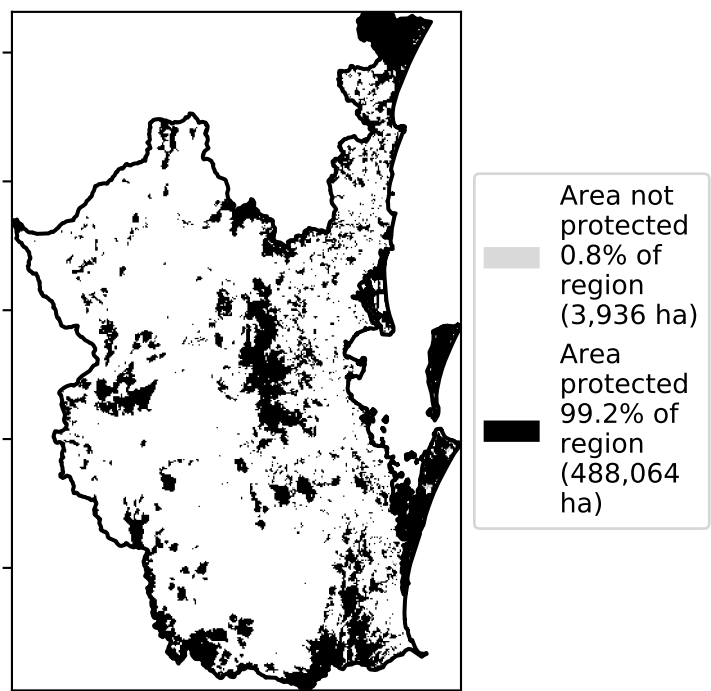 Area not
protected
0.8% of
region
(3,936 ha)
Area
protected
99.2% of
region
(488,064
ha)